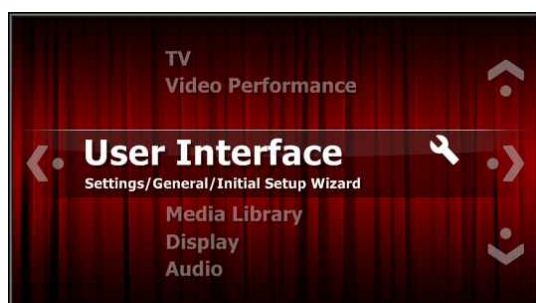 TV
Video Performance
User Interface
Settings/General/Initial Setup Wizard
Media Library
Display
Audio